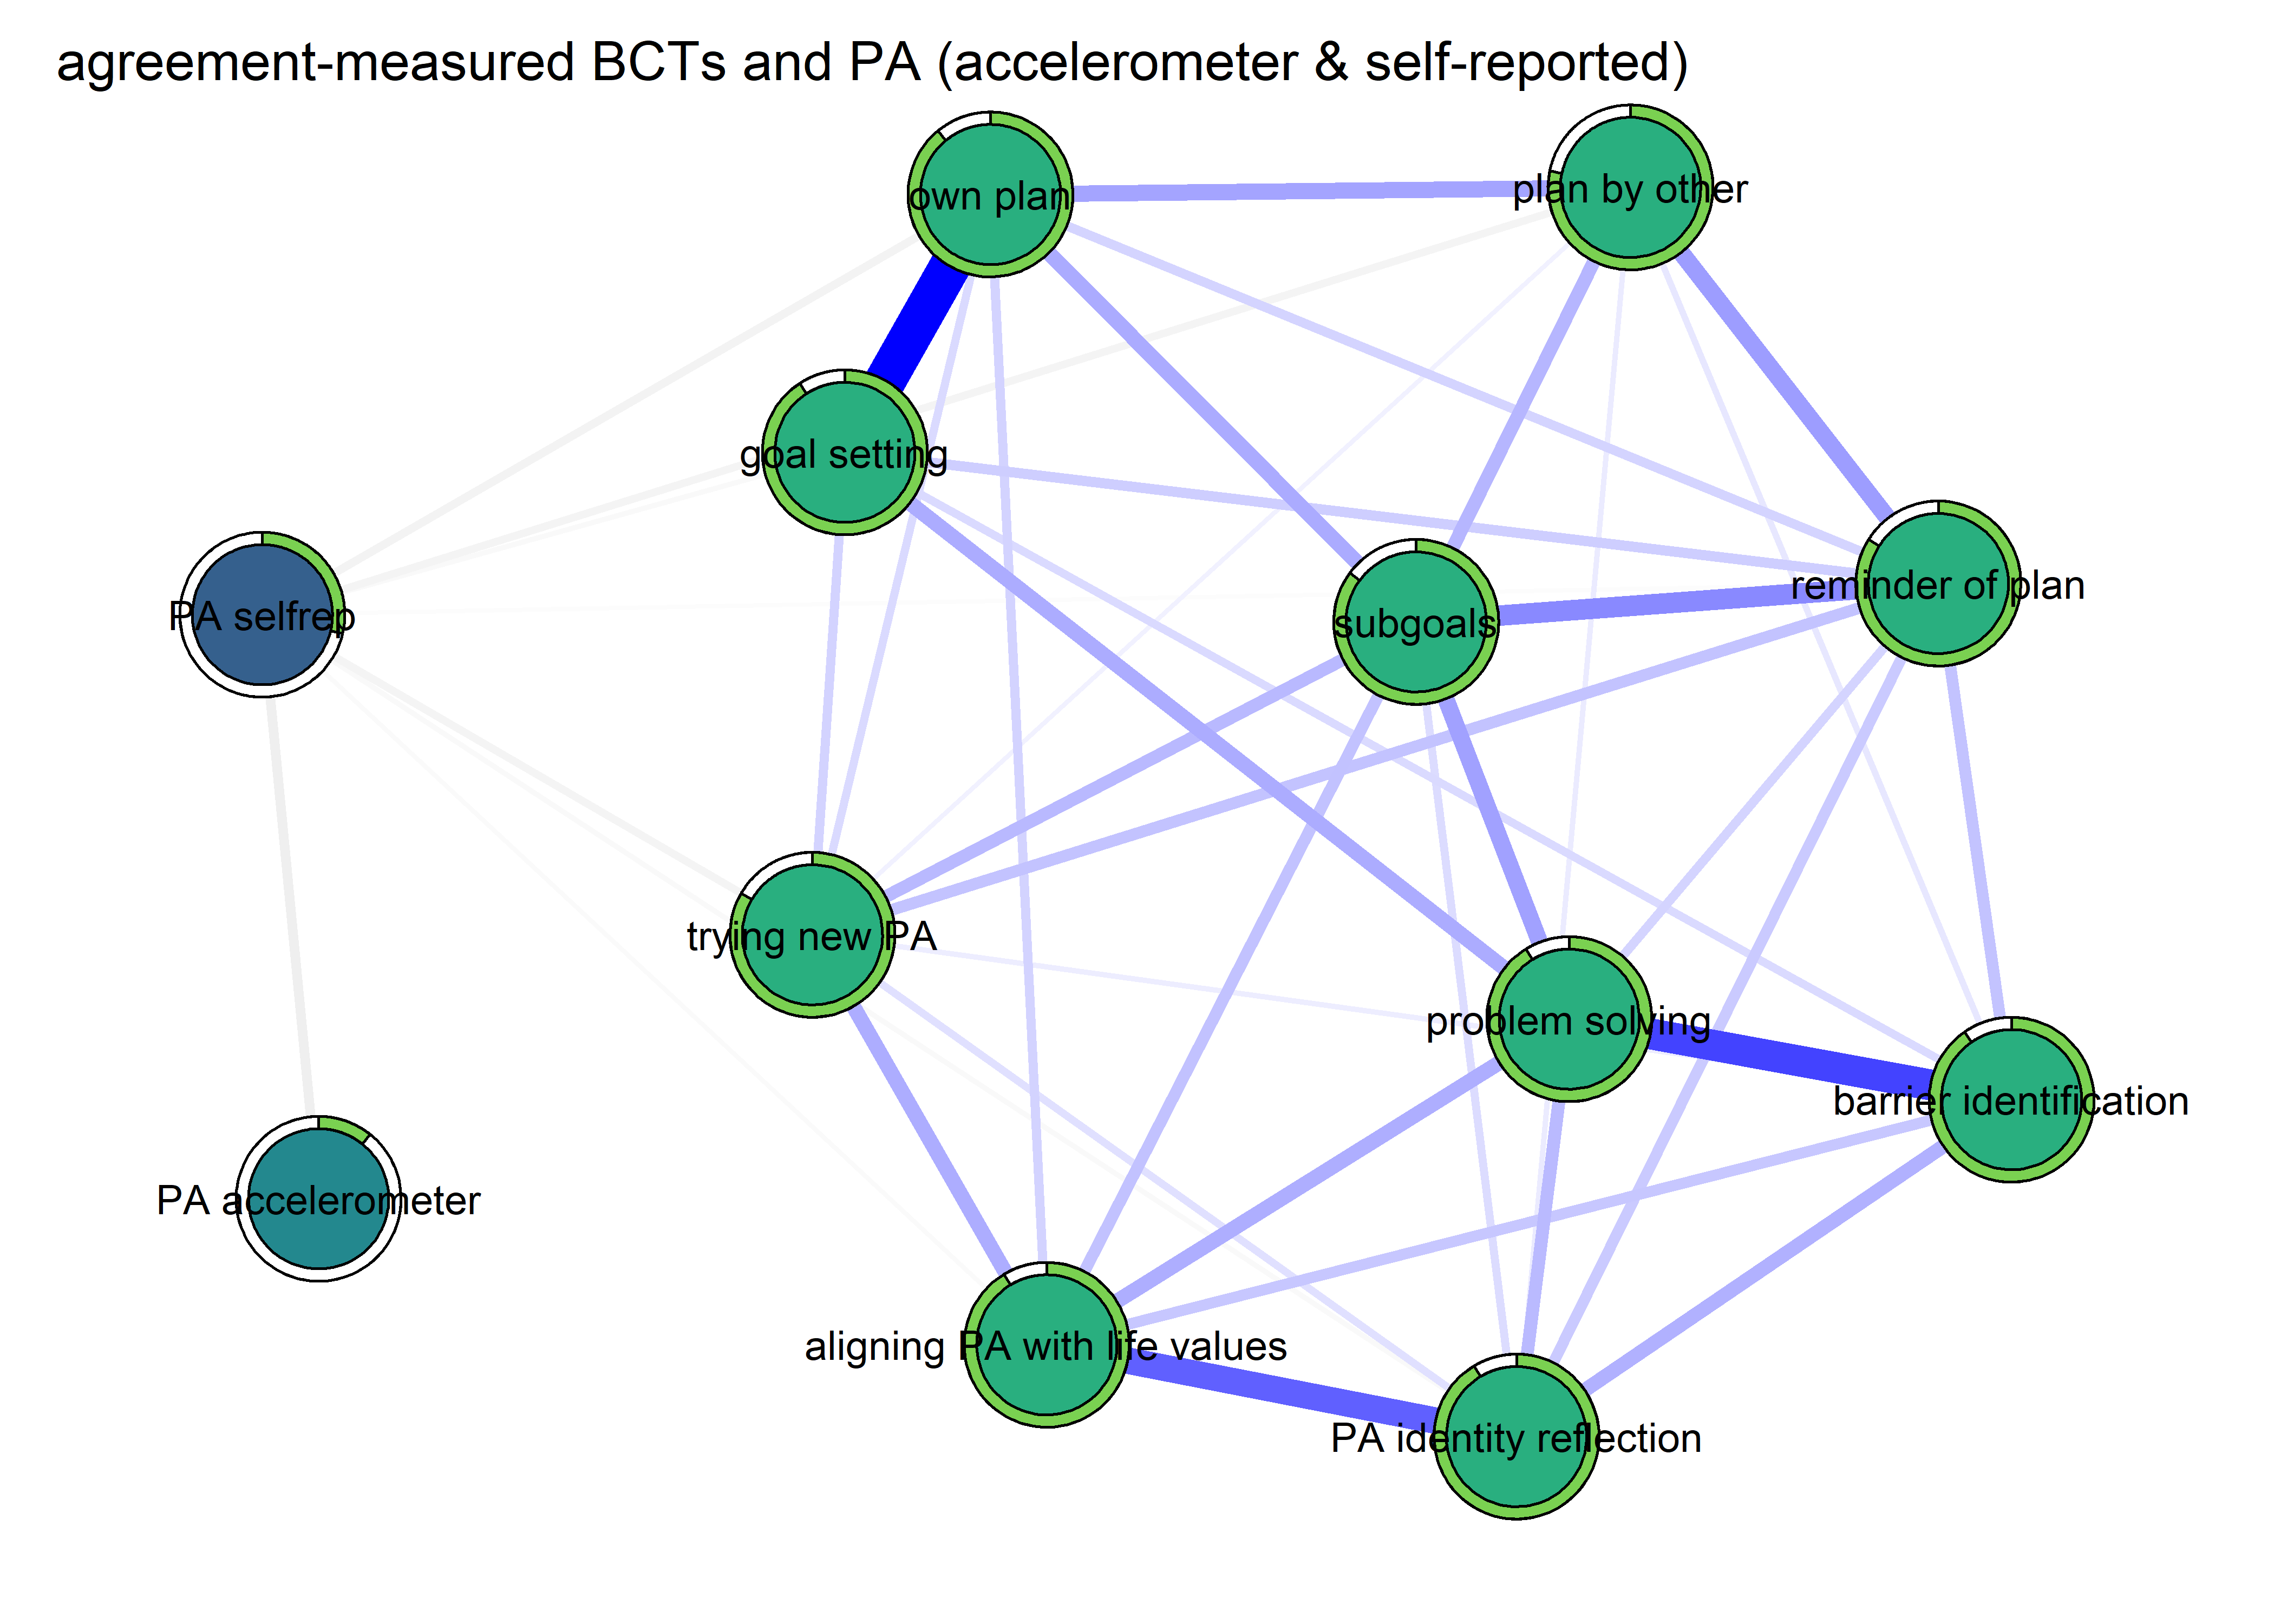 agreement-measured BCTs and PA (accelerometer & self-reported)
own plan
plan by other
goal setting
reminder of plan
PA selfrep
subgoals
trying new PA
problem solving
barrier identification
PA accelerometer
aligning PA with life values
PA identity reflection